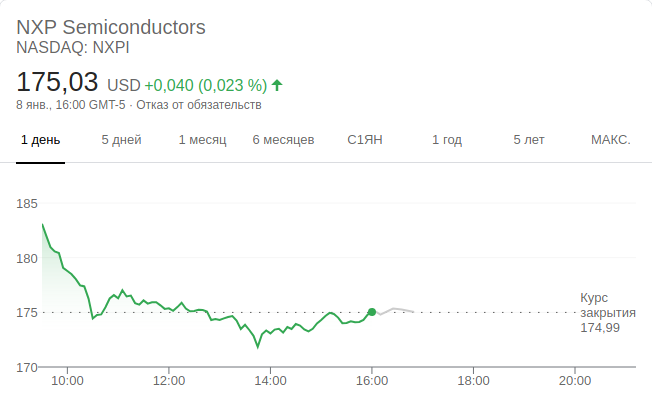 NXP Semiconductors
NASDAQ: NXPI
175,03 USD +0,040 (0,023 %)
8 янв., 16:00 GMT-5 · Отказ от обязательств
1 день 5 дней 1 месяц 6 месяцев С1ЯН 1 год 5 лет МАКС.
185
180
175
170
Курс
закрытия
174,99
10:00 12:00 14:00 16:00 18:00 20:00